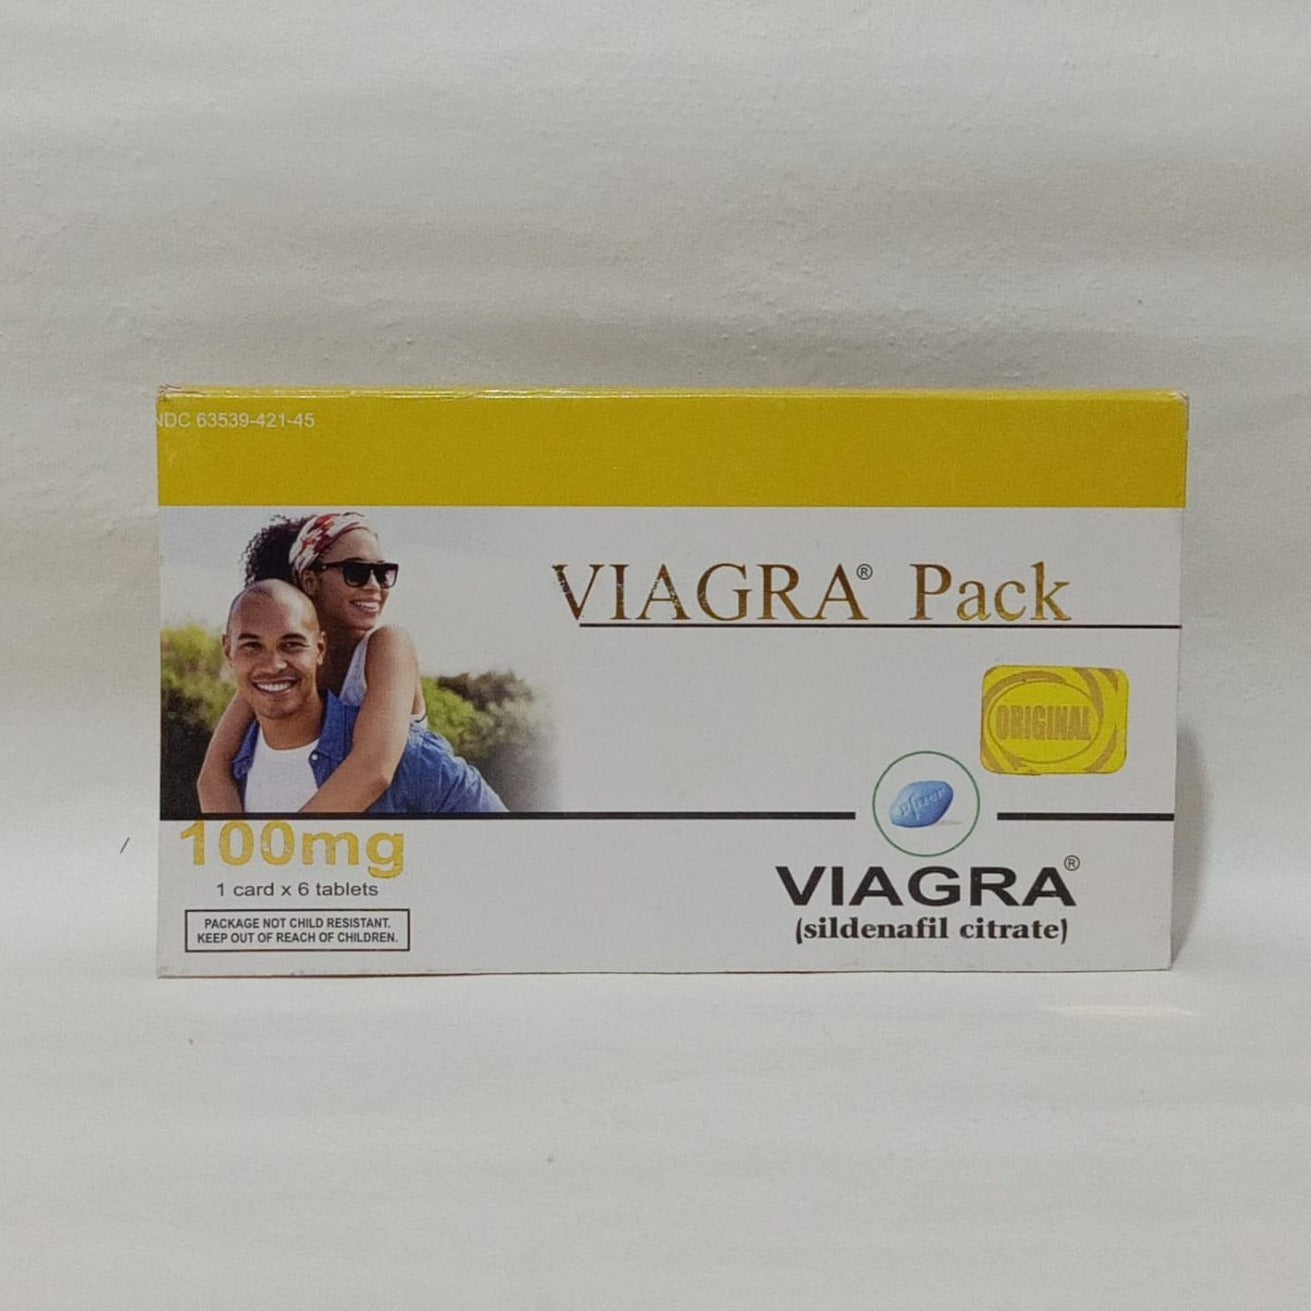 NDC 63539-421-45
VIAGRA® Pack
ORIGINAL
Pfizer
100mg
1 card x 6 tablets
PACKAGE NOT CHILD RESISTANT.
KEEP OUT OF REACH OF CHILDREN.
VIAGRA®
(sildenafil citrate)